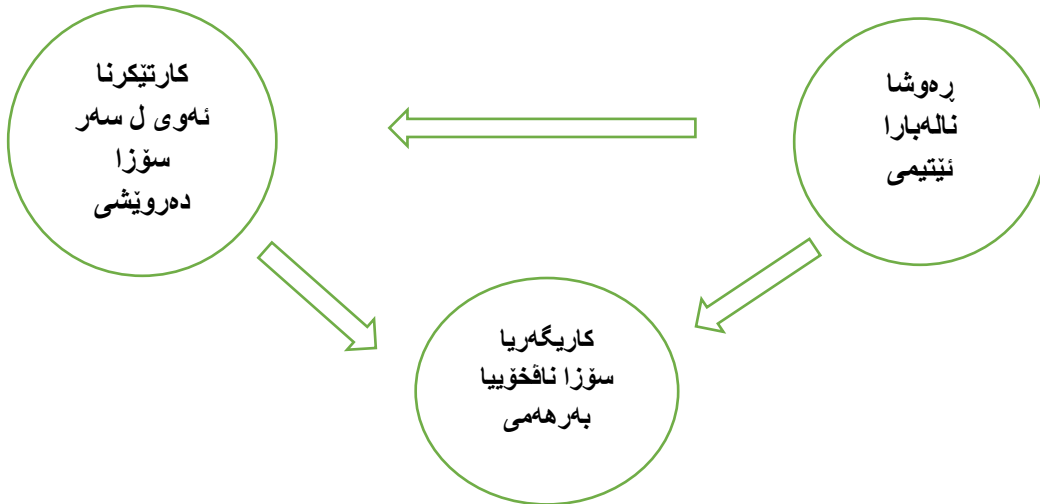 ڕەوشا
نالەبارا
ئێتیمی
کارتێکرنا
ئەوی ل سەر
سۆزا
دەروێشی
کاریگەریا
سۆزا ناڤخۆییا
بەرهەمی